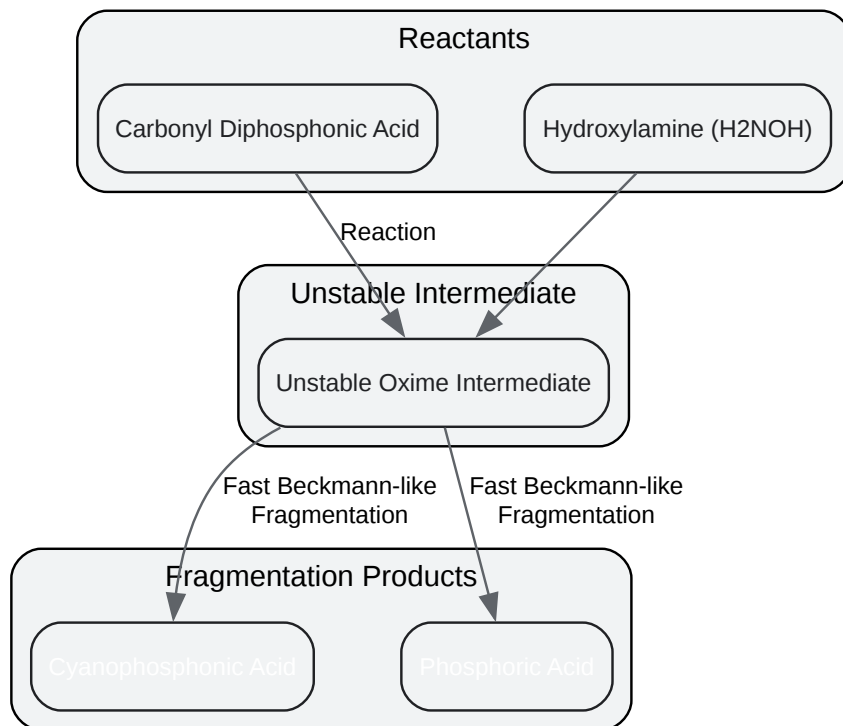 Reactants
Carbonyl Diphosphonic Acid
Hydroxylamine (H2NOH)
Reaction
Unstable Intermediate
Unstable Oxime Intermediate
Fast Beckmann-like
Fragmentation
Fast Beckmann-like
Fragmentation
Fragmentation Products
Cyanophosphonic Acid
Phosphoric Acid